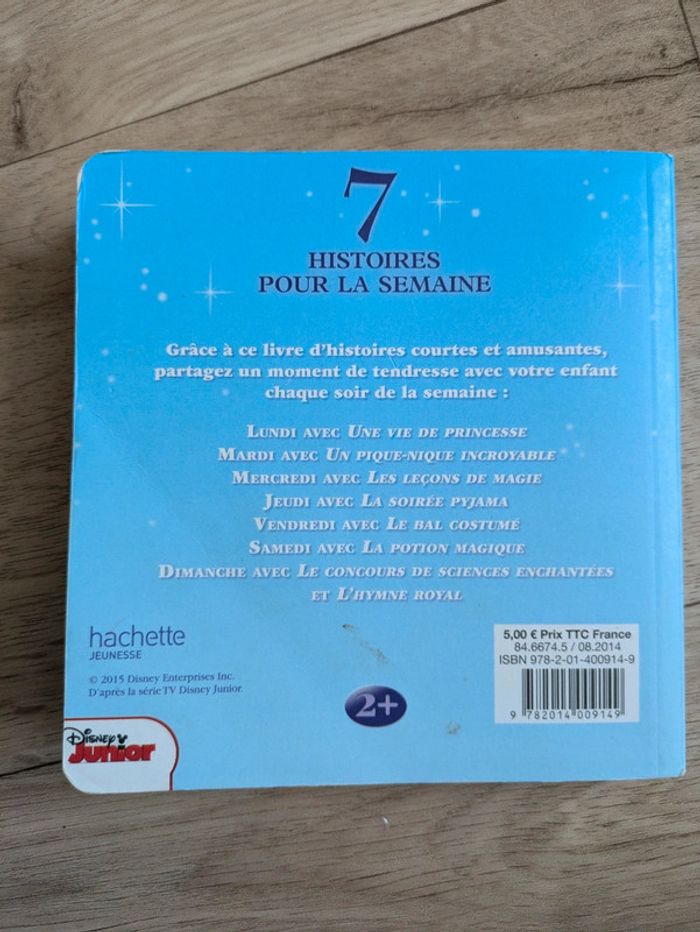 7
HISTOIRES
POUR LA SEMAINE
Grâce à ce livre d'histoires courtes et amusantes,
partagez un moment de tendresse avec votre enfant
chaque soir de la semaine :
LUNDI AVEC UNE VIE DE PRINCESSE
MARDI AVEC UN PIQUE-NIQUE INCROYABLE
MERCREDI AVEC LES LEÇONS DE MAGIE
JEUDI AVEC LA SOIRÉE PYJAMA
VENDREDI AVEC LE BAL COSTUMÉ
SAMEDI AVEC LA POTION MAGIQUE
DIMANCHE AVEC LE CONCOURS DE SCIENCES ENCHANTÉES
ET L'HYMNE ROYAL
hachette
JEUNESSE
© 2015 Disney Enterprises Inc.
D'après la série TV Disney Junior.
5,00 € Prix TTC France
84.6674.5 / 08.2014
ISBN 978-2-01-400914-9
9 782014 009149
2+
Disney
Junior